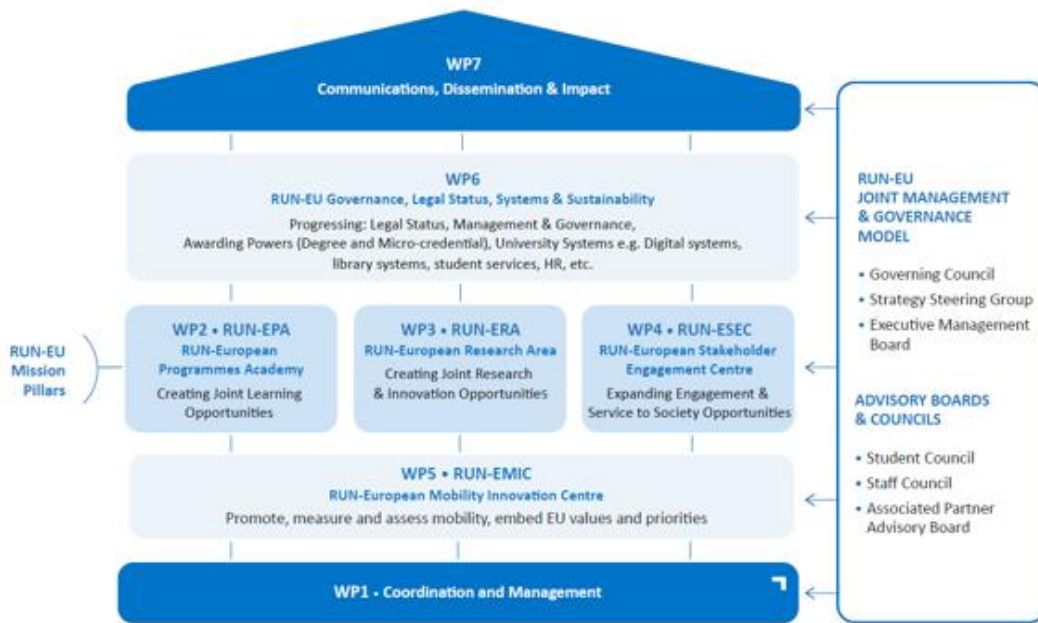 WP7
Communications, Dissemination & Impact
WP6
RUN-EU Governance, Legal Status, Systems & Sustainability
Progressing: Legal Status, Management & Governance,
Awarding Powers (Degree and Micro-credential), University Systems e.g. Digital systems,
library systems, student services, HR, etc.
RUN-EU
Mission
Pillars
WP2 • RUN-EPA
RUN-European
Programmes Academy
Creating Joint Learning
Opportunities
WP3 • RUN-ERA
RUN-European Research Area
Creating Joint Research
& Innovation Opportunities
WP4 • RUN-ESEC
RUN-European Stakeholder
Engagement Centre
Expanding Engagement &
Service to Society Opportunities
WP5 • RUN-EMIC
RUN-European Mobility Innovation Centre
Promote, measure and assess mobility, embed EU values and priorities
WP1 • Coordination and Management
RUN-EU
JOINT MANAGEMENT
& GOVERNANCE
MODEL
• Governing Council
• Strategy Steering Group
• Executive Management
Board
ADVISORY BOARDS
& COUNCILS
• Student Council
• Staff Council
• Associated Partner
Advisory Board